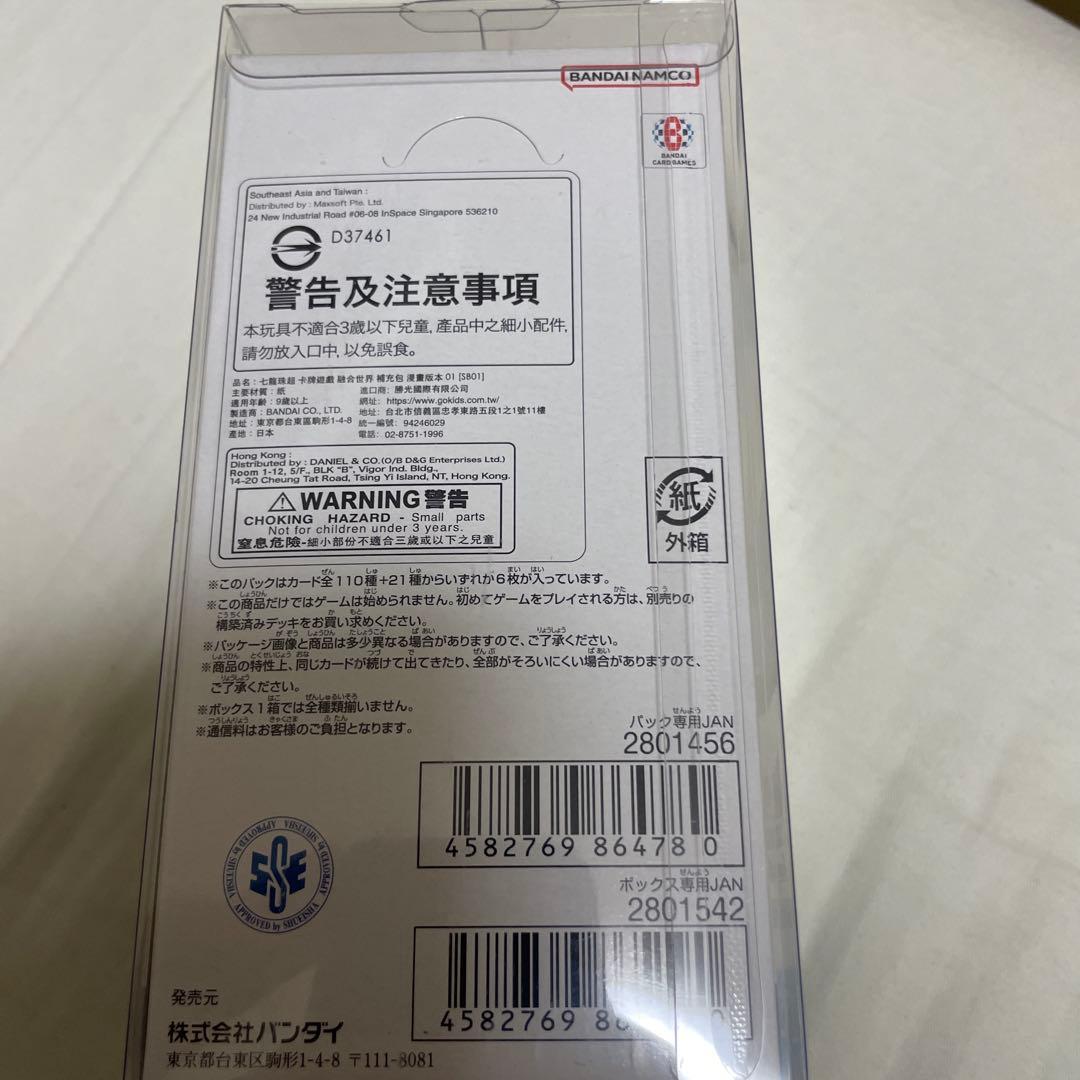 BANDAI NAMCO
B
BANDAI
CARD GAMES
Southeast Asia and Taiwan :
Distributed by : Maxsoft Pte. Ltd.
24 New Industrial Road #06-08 InSpace Singapore 536210
D37461
警告及注意事項
本玩具不適合3歲以下兒童, 產品中之細小配件,
請勿放入口中, 以免誤食。
品名：七龍珠超 卡牌遊戲 融合世界 補充包 漫畫版本 01 [SB01]
主要材質：紙
適用年齡：9歲以上
製造商：BANDAI CO., LTD.
地址：東京都台東區駒形1-4-8
產地：日本
進口商：勝光國際有限公司
網址：https://www.gokids.com.tw/
地址：台北市信義區忠孝東路五段1之1號11樓
統一編號：94246029
電話：02-8751-1996
Hong Kong :
Distributed by : DANIEL & CO.(O/B D&G Enterprises Ltd.)
Room 1-12, 5/F., BLK "B", Vigor Ind. Bldg.,
14-20 Cheung Tat Road, Tsing Yi Island, NT, Hong Kong.
WARNING 警告
CHOKING HAZARD - Small parts
Not for children under 3 years.
窒息危險-細小部份不適合三歲或以下之兒童
紙
外箱
※このパックはカード全110種+21種からいずれか6枚が入っています。
※この商品だけではゲームは始められません。初めてゲームをプレイされる方は、別売りの
構築済みデッキをお買い求めください。
※パッケージ画像と商品は多少異なる場合がありますので、ご了承ください。
※商品の特性上、同じカードが続けて出てきたり、全部がそろいにくい場合がありますので、
ご了承ください。
※ボックス1箱では全種類揃いません。
※通信料はお客様のご負担となります。
パック専用JAN
2801456
4582769 864780
APPROVED by SHUEISHA
APPROVED by SHUEISHA
APPROVED by SHUEISHA
ボックス専用JAN
2801542
4582769 86
0
発売元
株式会社バンダイ
東京都台東区駒形1-4-8 〒111-8081